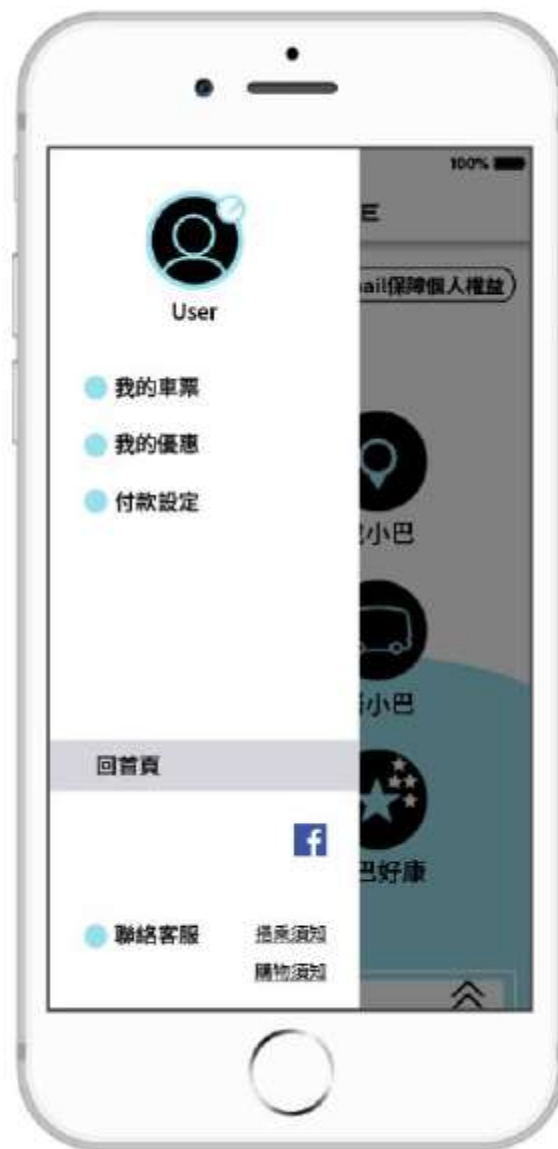 100%
E
ail保障個人權益
User
我的車票
我的優惠
付款設定
小巴
小巴
巴好康
回首頁
f
聯絡客服
搭乘須知
購物須知